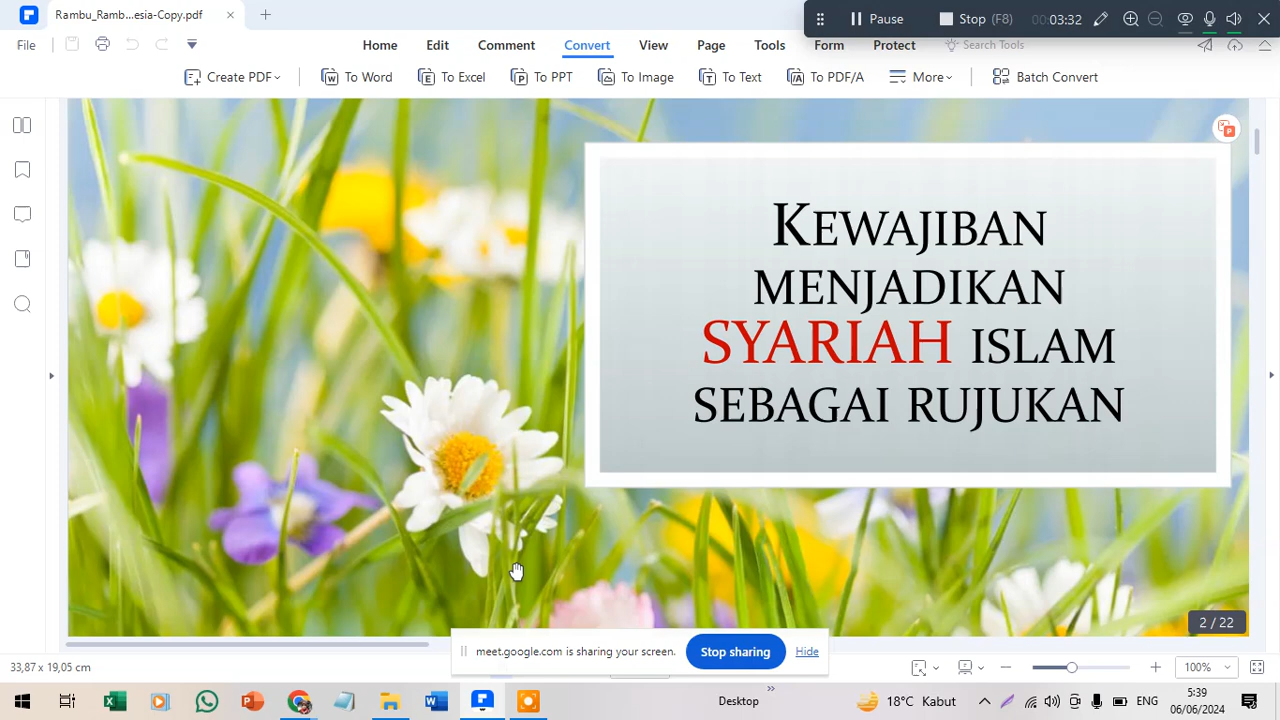 Rambu_Ramb...esia-Copy.pdf
Pause
Stop (F8)
00:03:32
File
Home
Edit
Comment
Convert
View
Page
Tools
Form
Protect
Search Tools
Create PDF
To Word
To Excel
To PPT
To Image
To Text
To PDF/A
More
Batch Convert
KEWAJIBAN
MENJADIKAN
SYARIAH ISLAM
SEBAGAI RUJUKAN
2 / 22
meet.google.com is sharing your screen.
Stop sharing
Hide
33,87 x 19,05 cm
100%
Desktop
18°C Kabut
ENG
5:39
06/06/2024